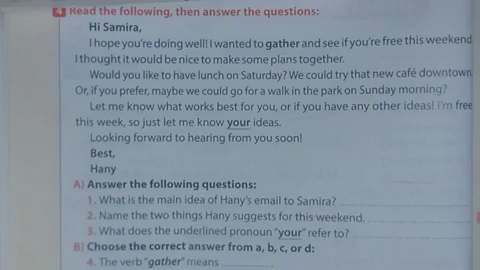 4 Read the following, then answer the questions:
Hi Samira,
I hope you're doing well! I wanted to gather and see if you're free this weekend
I thought it would be nice to make some plans together.
Would you like to have lunch on Saturday? We could try that new café downtown.
Or, if you prefer, maybe we could go for a walk in the park on Sunday morning?
Let me know what works best for you, or if you have any other ideas! I'm free
this week, so just let me know your ideas.
Looking forward to hearing from you soon!
Best,
Hany
A) Answer the following questions:
1. What is the main idea of Hany's email to Samira?
2. Name the two things Hany suggests for this weekend.
3. What does the underlined pronoun "your" refer to?
B) Choose the correct answer from a, b, c, or d:
4. The verb "gather" means ________.